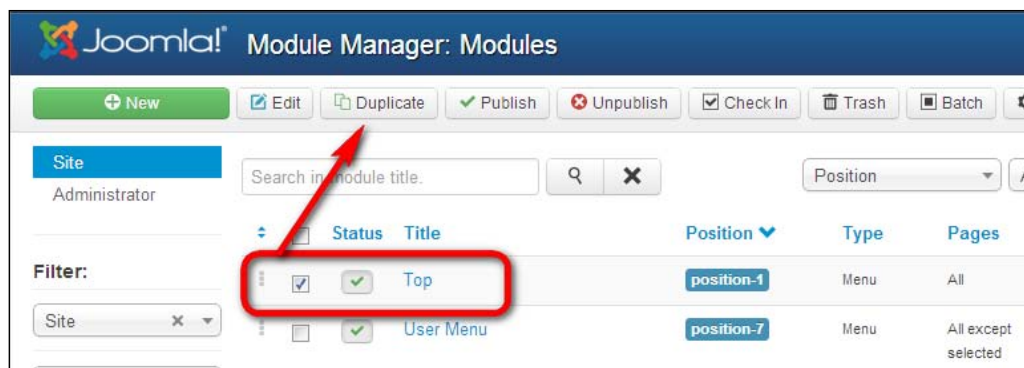 Joomla!® Module Manager: Modules
New Edit Duplicate Publish Unpublish Check In Trash Batch
Site
Administrator
Search in module title. Position
Status Title Position Type Pages
Filter:
Top position-1 Menu All
Site
User Menu position-7 Menu All except selected